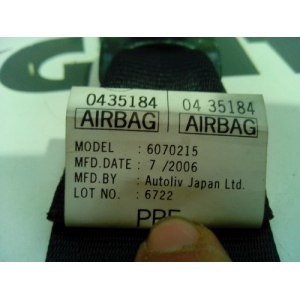 0435184 04 35184
AIRBAG AIRBAG
MODEL : 6070215
MFD.DATE : 7 /2006
MFD.BY : Autoliv Japan Ltd.
LOT NO. : 6722